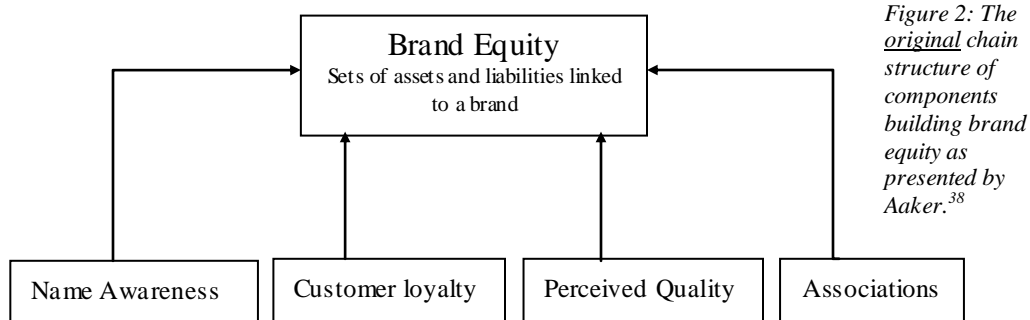 Brand Equity
Sets of assets and liabilities linked
to a brand
Figure 2: The
original chain
structure of
components
building brand
equity as
presented by
Aaker.38
Name Awareness
Customer loyalty
Perceived Quality
Associations